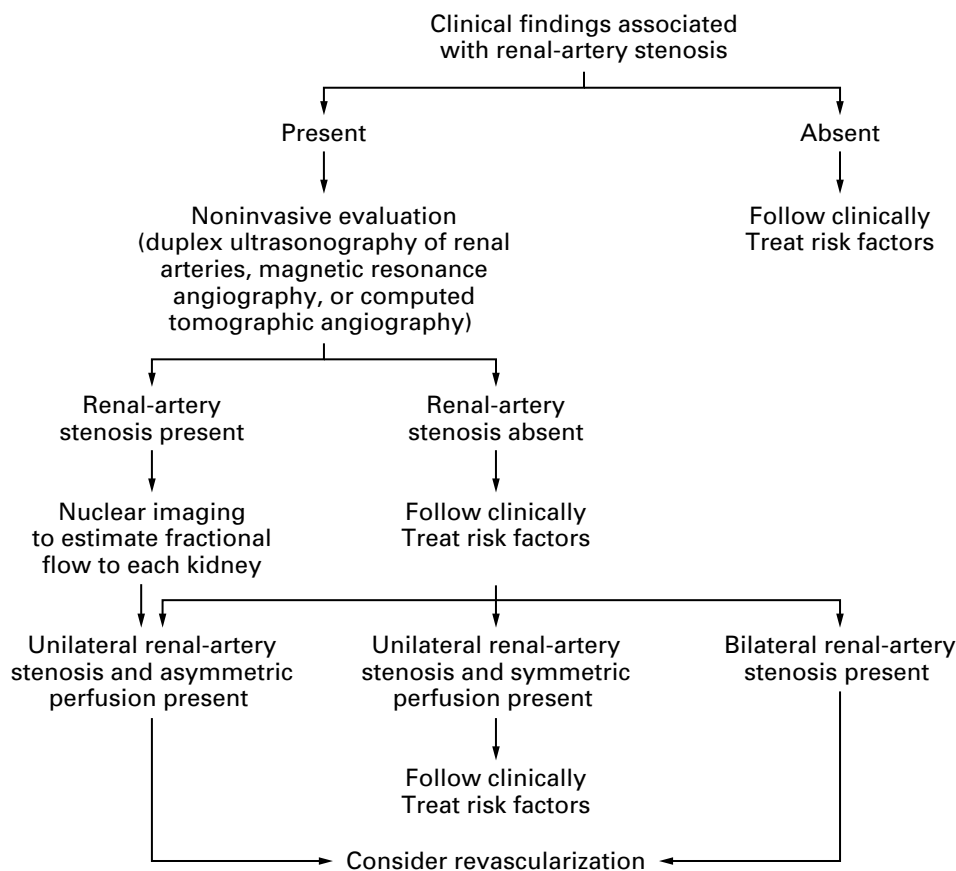 Clinical findings associated
with renal-artery stenosis
Present
Absent
Noninvasive evaluation
(duplex ultrasonography of renal
arteries, magnetic resonance
angiography, or computed
tomographic angiography)
Follow clinically
Treat risk factors
Renal-artery
stenosis present
Renal-artery
stenosis absent
Nuclear imaging
to estimate fractional
flow to each kidney
Follow clinically
Treat risk factors
Unilateral renal-artery
stenosis and asymmetric
perfusion present
Unilateral renal-artery
stenosis and symmetric
perfusion present
Bilateral renal-artery
stenosis present
Follow clinically
Treat risk factors
Consider revascularization